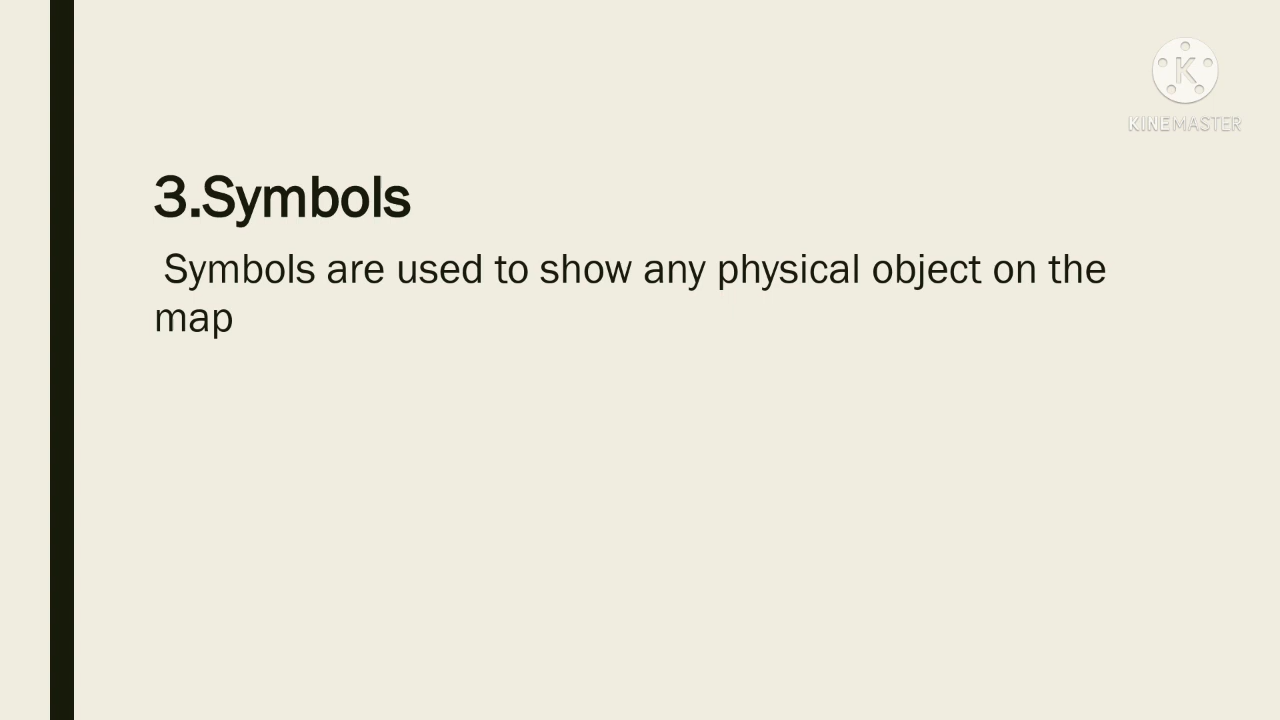 K
KINEMASTER
3.Symbols
Symbols are used to show any physical object on the
map